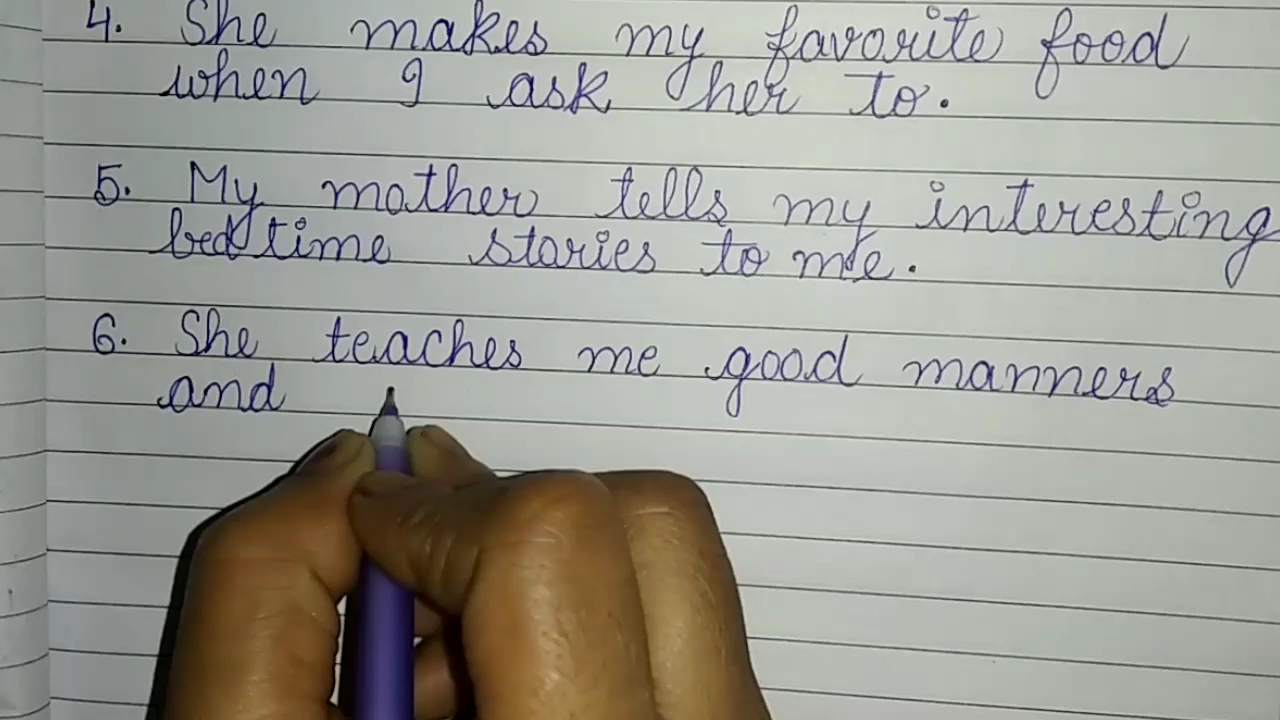 4. She makes my favorite food
when I ask her to.
5. My mother tells my interesting
bedtime stories to me.
6. She teaches me good manners
and